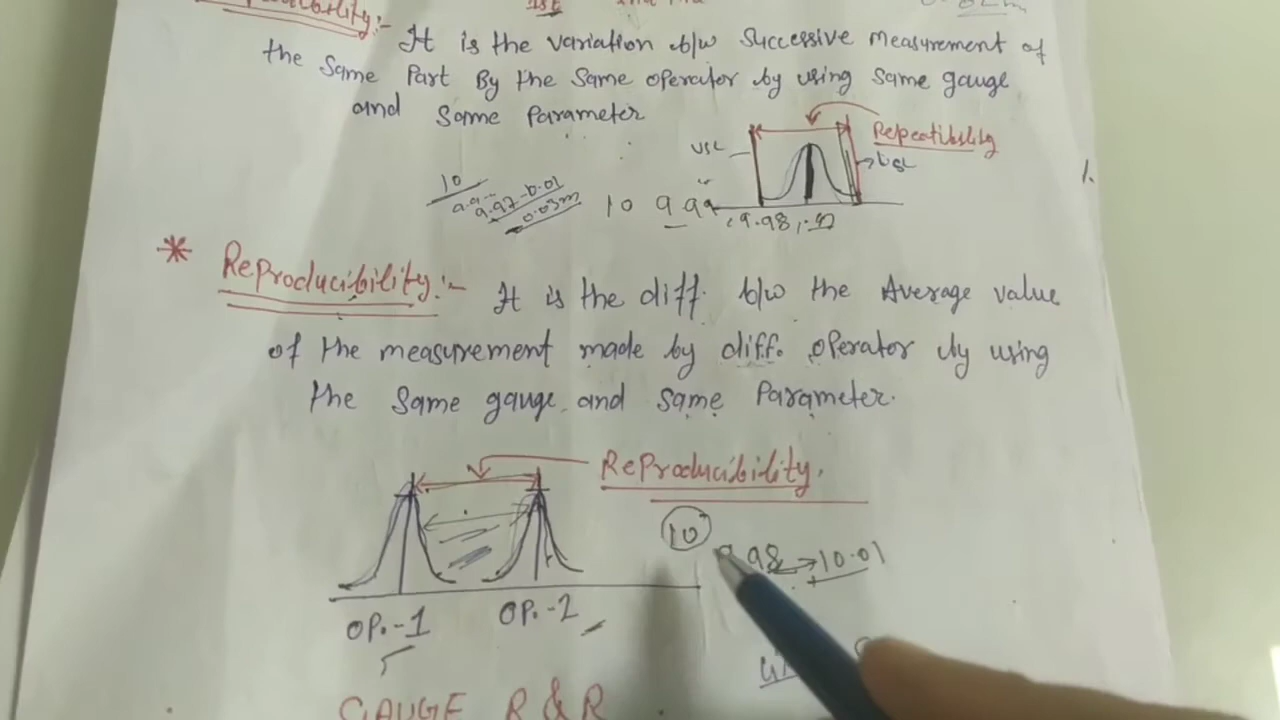 1st
It is the variation b/w successive measurement of
the same part By the same operator by using same gauge
and same parameter
Repeatibility
USL
10
9.97-0.01
10 9.99
9.98,
1.
* Reproducibility:-
It is the diff. b/w the Average value
of the measurement made by diff. operator by using
the same gauge and same Parameter.
Reproducibility.
10
9.98 → 10.01
OP.-1 OP.-2
GAUGE R & R